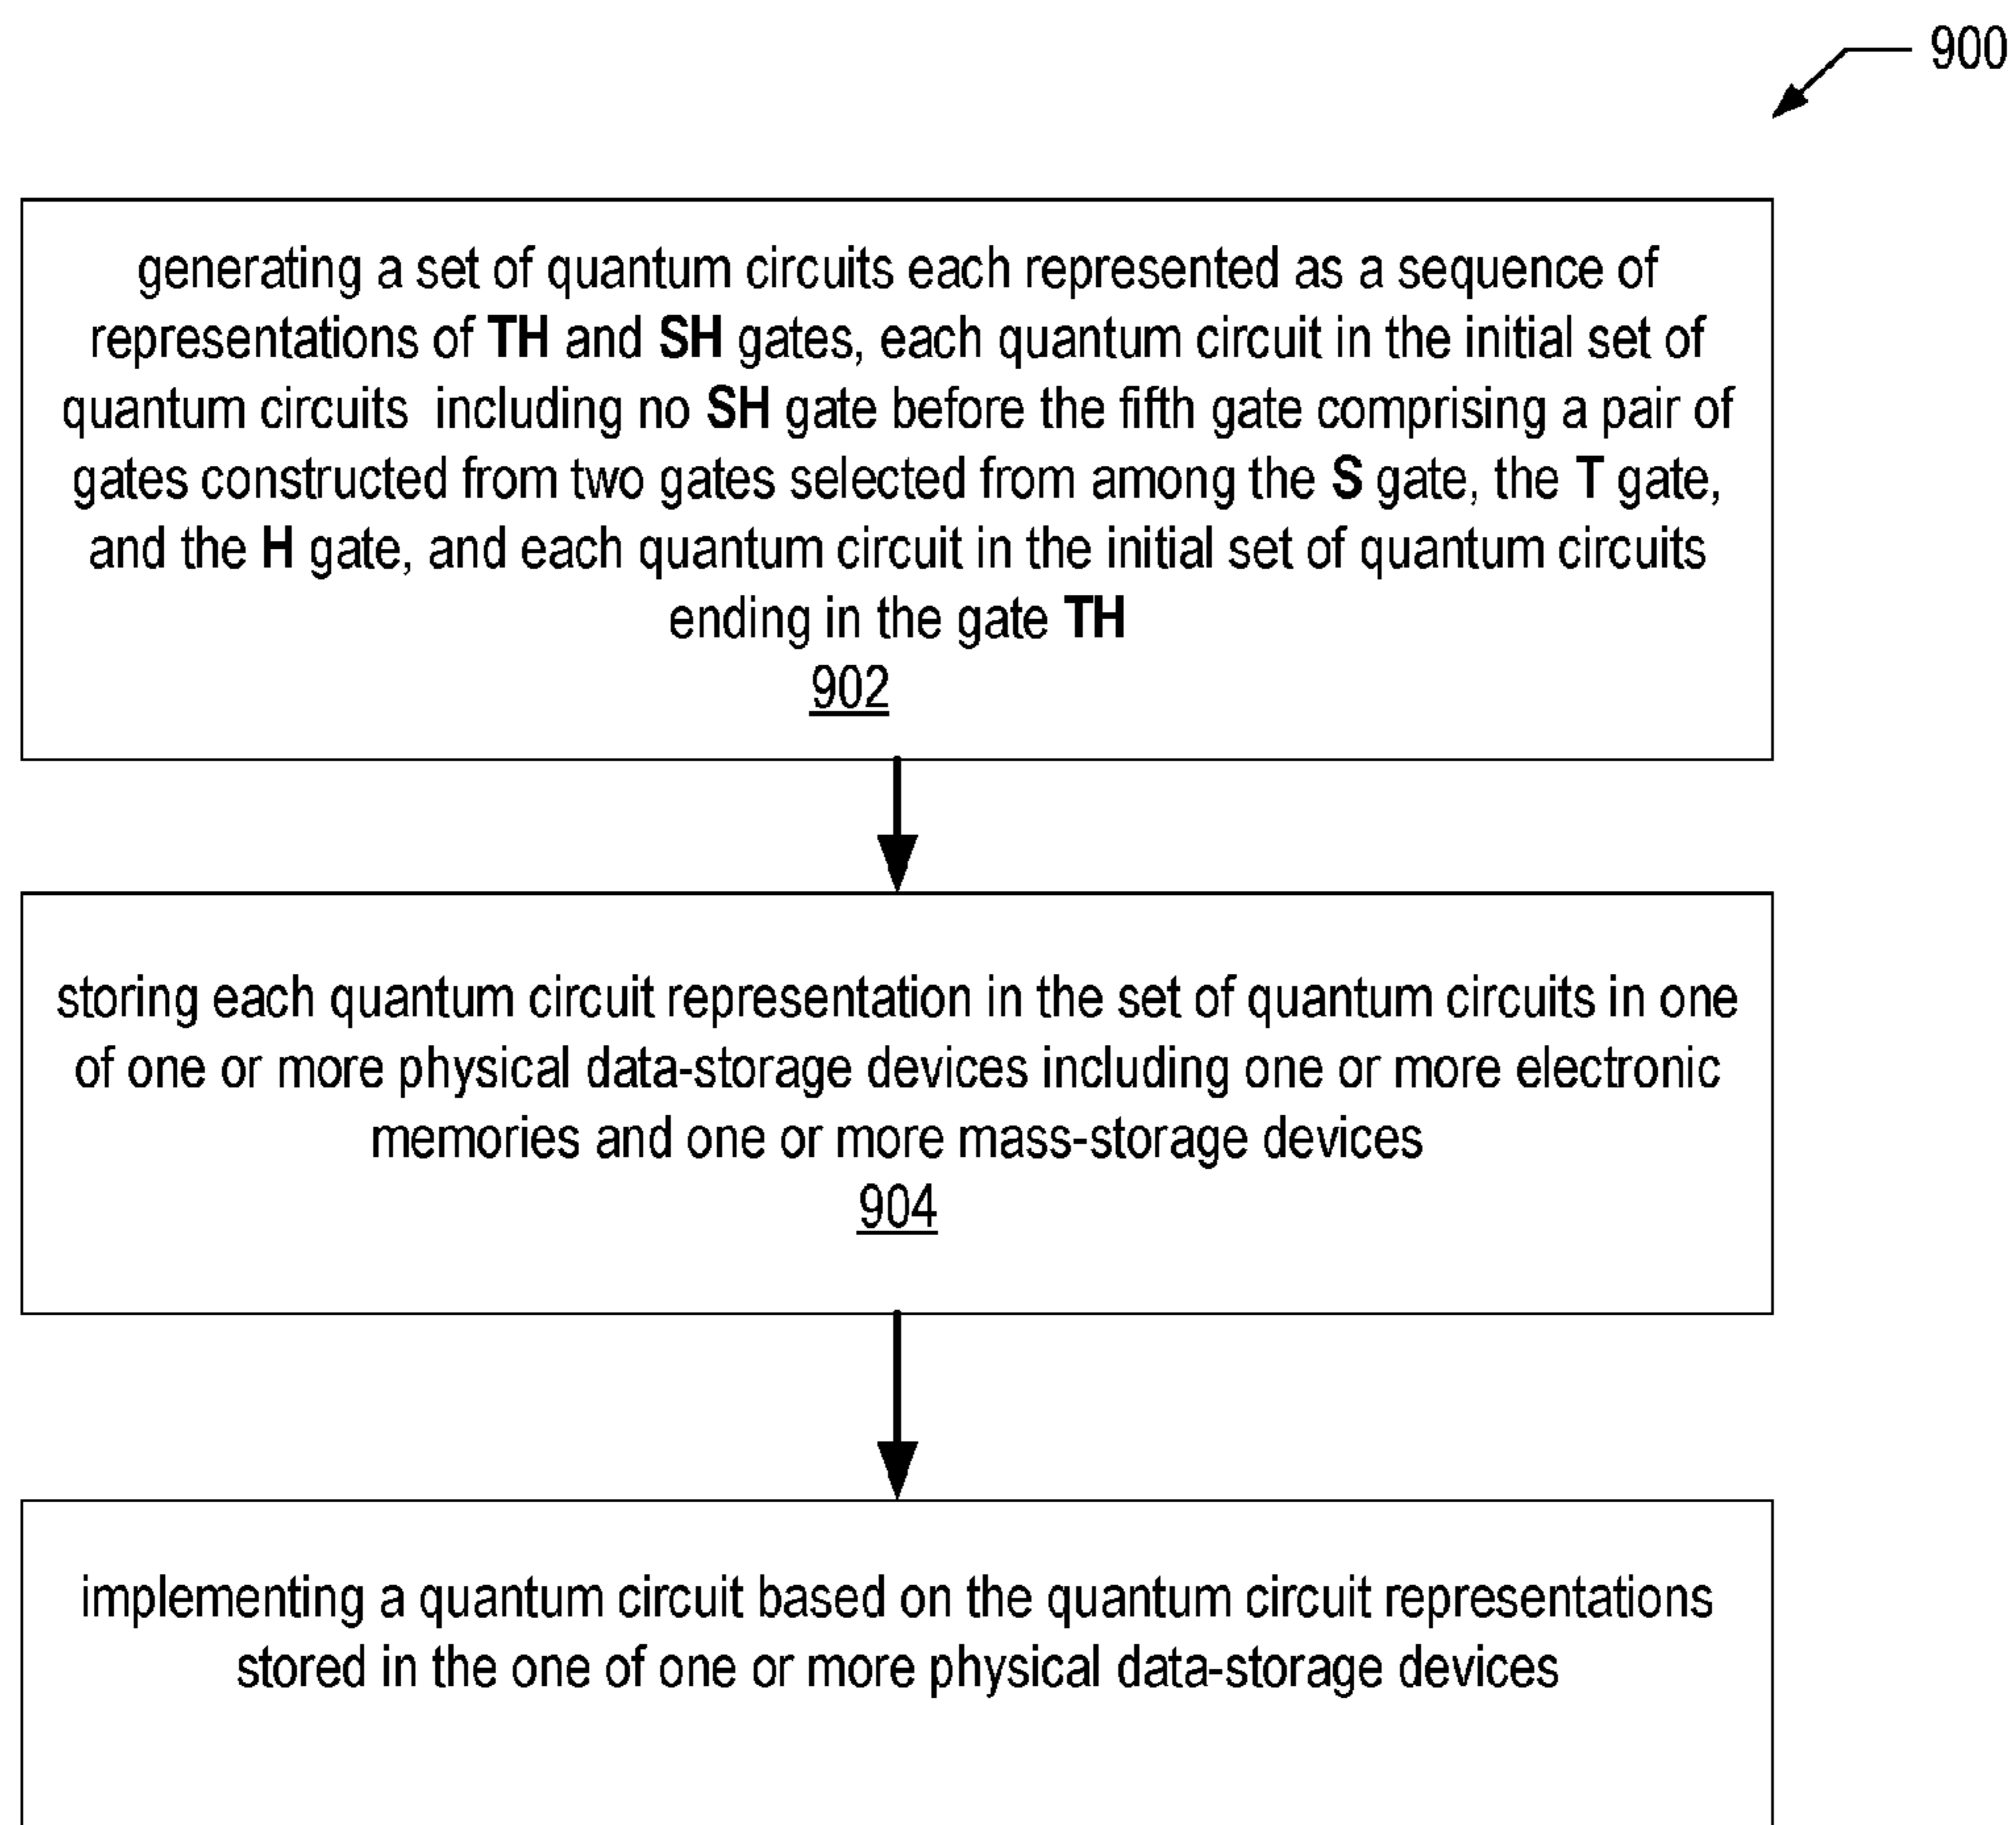 900
generating a set of quantum circuits each represented as a sequence of
representations of TH and SH gates, each quantum circuit in the initial set of
quantum circuits including no SH gate before the fifth gate comprising a pair of
gates constructed from two gates selected from among the S gate, the T gate,
and the H gate, and each quantum circuit in the initial set of quantum circuits
ending in the gate TH
902
storing each quantum circuit representation in the set of quantum circuits in one
of one or more physical data-storage devices including one or more electronic
memories and one or more mass-storage devices
904
implementing a quantum circuit based on the quantum circuit representations
stored in the one of one or more physical data-storage devices